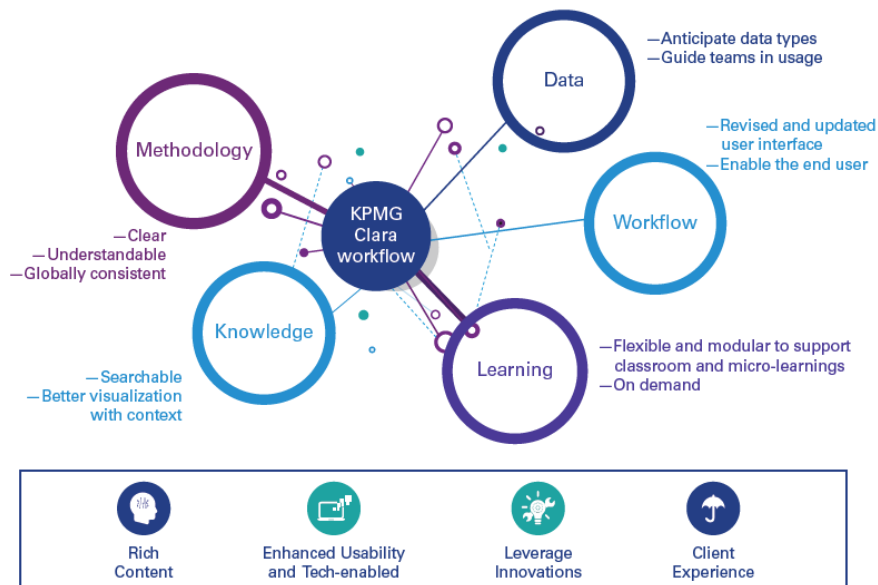 Data
—Anticipate data types
—Guide teams in usage
Methodology
—Clear
—Understandable
—Globally consistent
KPMG
Clara
workflow
Workflow
—Revised and updated
user interface
—Enable the end user
Knowledge
—Searchable
—Better visualization
with context
Learning
—Flexible and modular to support
classroom and micro-learnings
—On demand
Rich
Content
Enhanced Usability
and Tech-enabled
Leverage
Innovations
Client
Experience